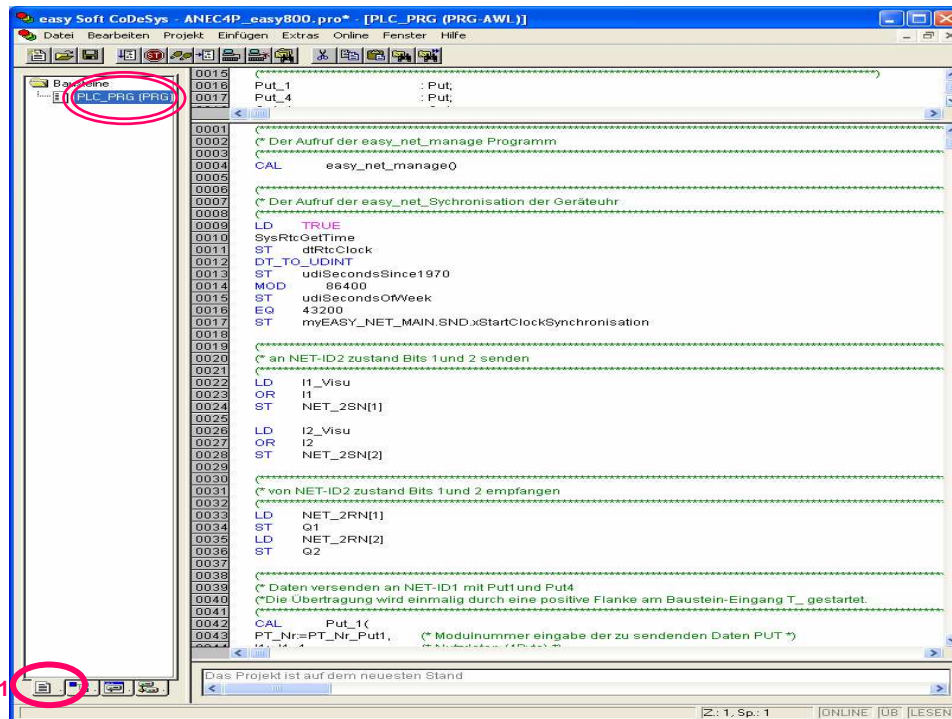 easy Soft CoDeSys - ANEC4P_easy800.pro* - [PLC_PRG (PRG-AWL)]
Datei Bearbeiten Projekt Einfügen Extras Online Fenster Hilfe
Bausteine
PLC_PRG (PRG)
0015 (************************************************************)
0016 Put_1 : Put;
0017 Put_4 : Put;
0001 (************************************************************
0002 (* Der Aufruf der easy_net_manage Programm
0003 (************************************************************
0004 CAL easy_net_manage()
0005
0006 (************************************************************
0007 (* Der Aufruf der easy_net_Sychronisation der Geräteuhr
0008 (************************************************************
0009 LD TRUE
0010 SysRtcGetTime
0011 ST dtRtcClock
0012 DT_TO_UDINT
0013 ST udiSecondsSince1970
0014 MOD 86400
0015 ST udiSecondsOfWeek
0016 EQ 43200
0017 ST myEASY_NET_MAIN.SND.xStartClockSynchronisation
0018
0019 (************************************************************
0020 (* an NET-ID2 zustand Bits 1und 2 senden
0021 (************************************************************
0022 LD I1_Visu
0023 OR I1
0024 ST NET_2SN[1]
0025
0026 LD I2_Visu
0027 OR I2
0028 ST NET_2SN[2]
0029
0030 (************************************************************
0031 (* von NET-ID2 zustand Bits 1und 2 empfangen
0032 (************************************************************
0033 LD NET_2RN[1]
0034 ST Q1
0035 LD NET_2RN[2]
0036 ST Q2
0037
0038 (************************************************************
0039 (* Daten versenden an NET-ID1 mit Put1und Put4
0040 (*Die Übertragung wird einmalig durch eine positive Flanke am Baustein-Eingang T_ gestartet.
0041 (************************************************************
0042 CAL Put_1(
0043 PT_Nr:=PT_Nr_Put1, (* Modulnummer eingabe der zu sendenden Daten PUT *)
Das Projekt ist auf dem neuesten Stand
1
Z.: 1, Sp.: 1 ONLINE ÜB LESEN